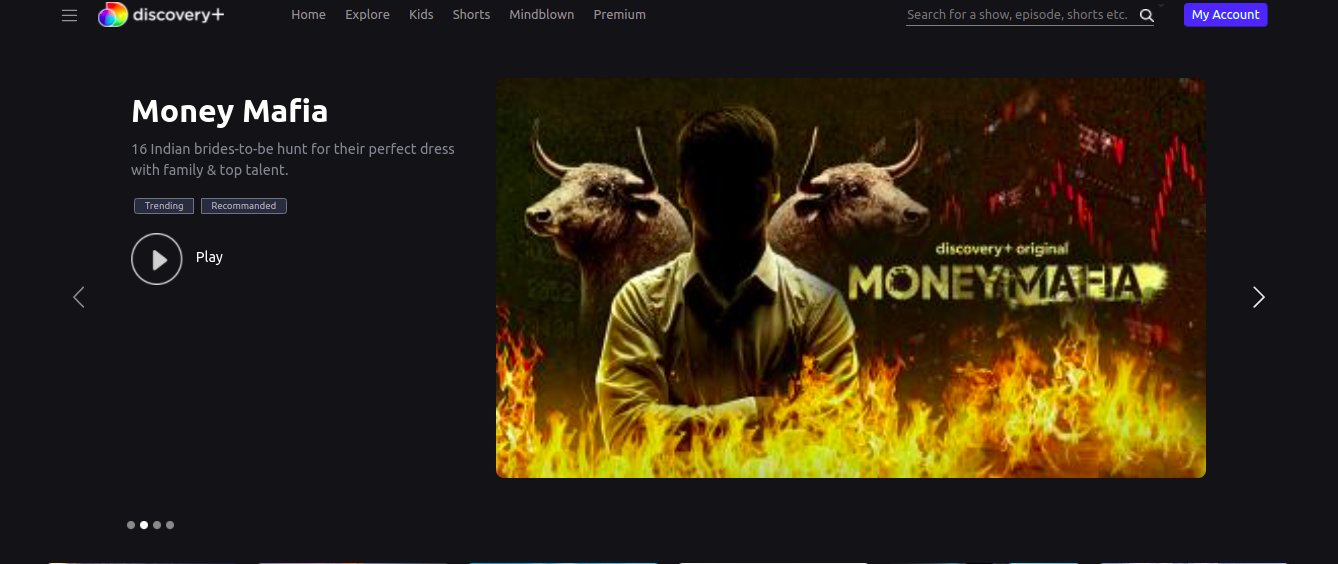 discovery+
Home Explore Kids Shorts Mindblown Premium
Search for a show, episode, shorts etc.
My Account
Money Mafia
16 Indian brides-to-be hunt for their perfect dress
with family & top talent.
Trending Recommanded
Play
discovery+ original
MONEY MAFIA